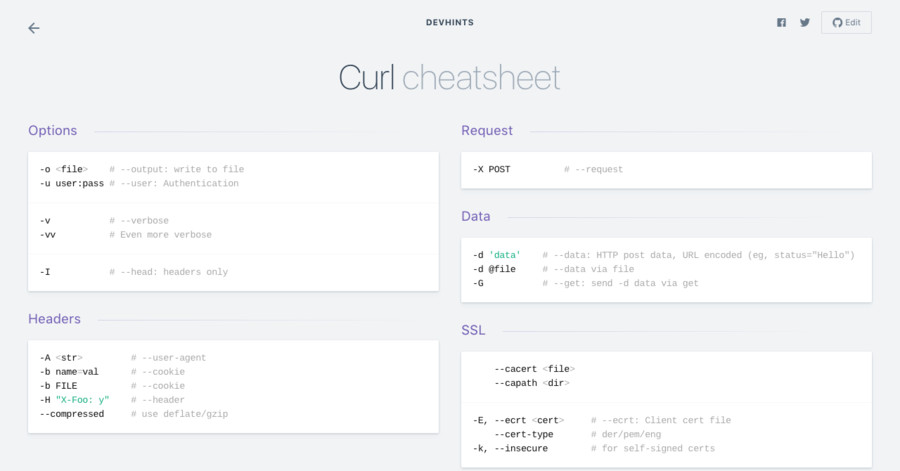 DEVHINTS
Edit
Curl cheatsheet
Options
-o <file> # --output: write to file
-u user:pass # --user: Authentication
-v # --verbose
-vv # Even more verbose
-I # --head: headers only
Headers
-A <str> # --user-agent
-b name=val # --cookie
-b FILE # --cookie
-H "X-Foo: y" # --header
--compressed # use deflate/gzip
Request
-X POST # --request
Data
-d 'data' # --data: HTTP post data, URL encoded (eg, status="Hello")
-d @file # --data via file
-G # --get: send -d data via get
SSL
--cacert <file>
--capath <dir>
-E, --ecrt <cert> # --ecrt: Client cert file
--cert-type # der/pem/eng
-k, --insecure # for self-signed certs